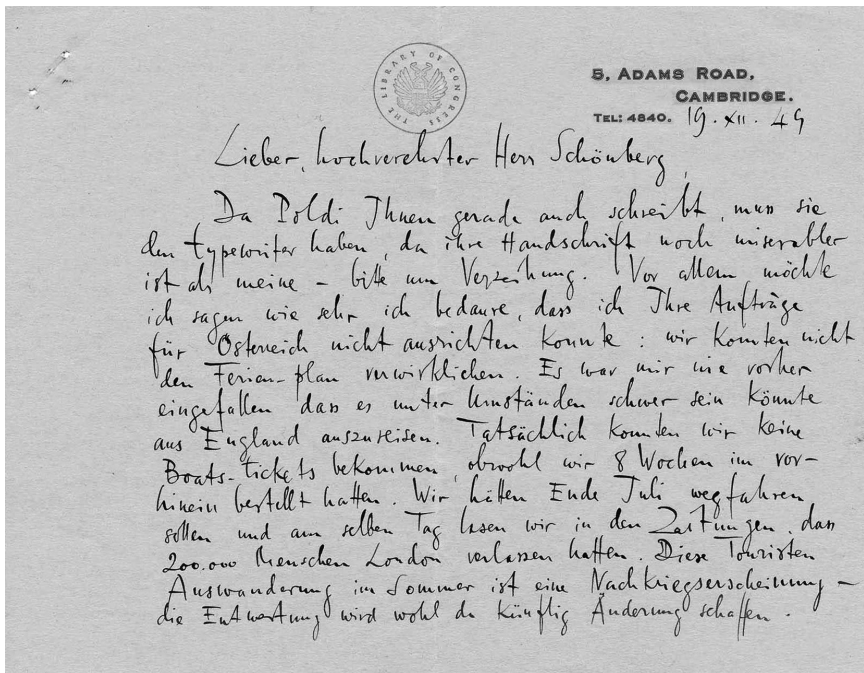 THE LIBRARY OF CONGRESS
5, ADAMS ROAD,
CAMBRIDGE.
TEL: 4840. 19. XII. 49
Lieber, hochverehrter Herr Schönberg,
Da Poldi Ihnen gerade auch schreibt, muss sie
den typewriter haben, da ihre Handschrift noch miserabler
ist als meine – bitte um Verzeihung. Vor allem möchte
ich sagen wie sehr ich bedaure, dass ich Ihre Aufträge
für Österreich nicht ausrichten konnte: wir konnten nicht
den Ferien-plan verwirklichen. Es war mir nie vorher
eingefallen dass es unter Umständen schwer sein könnte
aus England auszureisen. Tatsächlich konnten wir keine
Boats-tickets bekommen, obwohl wir 8 Wochen im vor-
hinein bestellt hatten. Wir hätten Ende Juli wegfahren
sollen und am selben Tag lasen wir in den Zeitungen, dass
200.000 Menschen London verlassen hatten. Diese Touristen
Auswanderung im Sommer ist eine Nachkriegserscheinung –
die Entwertung wird wohl da künftig Änderung schaffen.